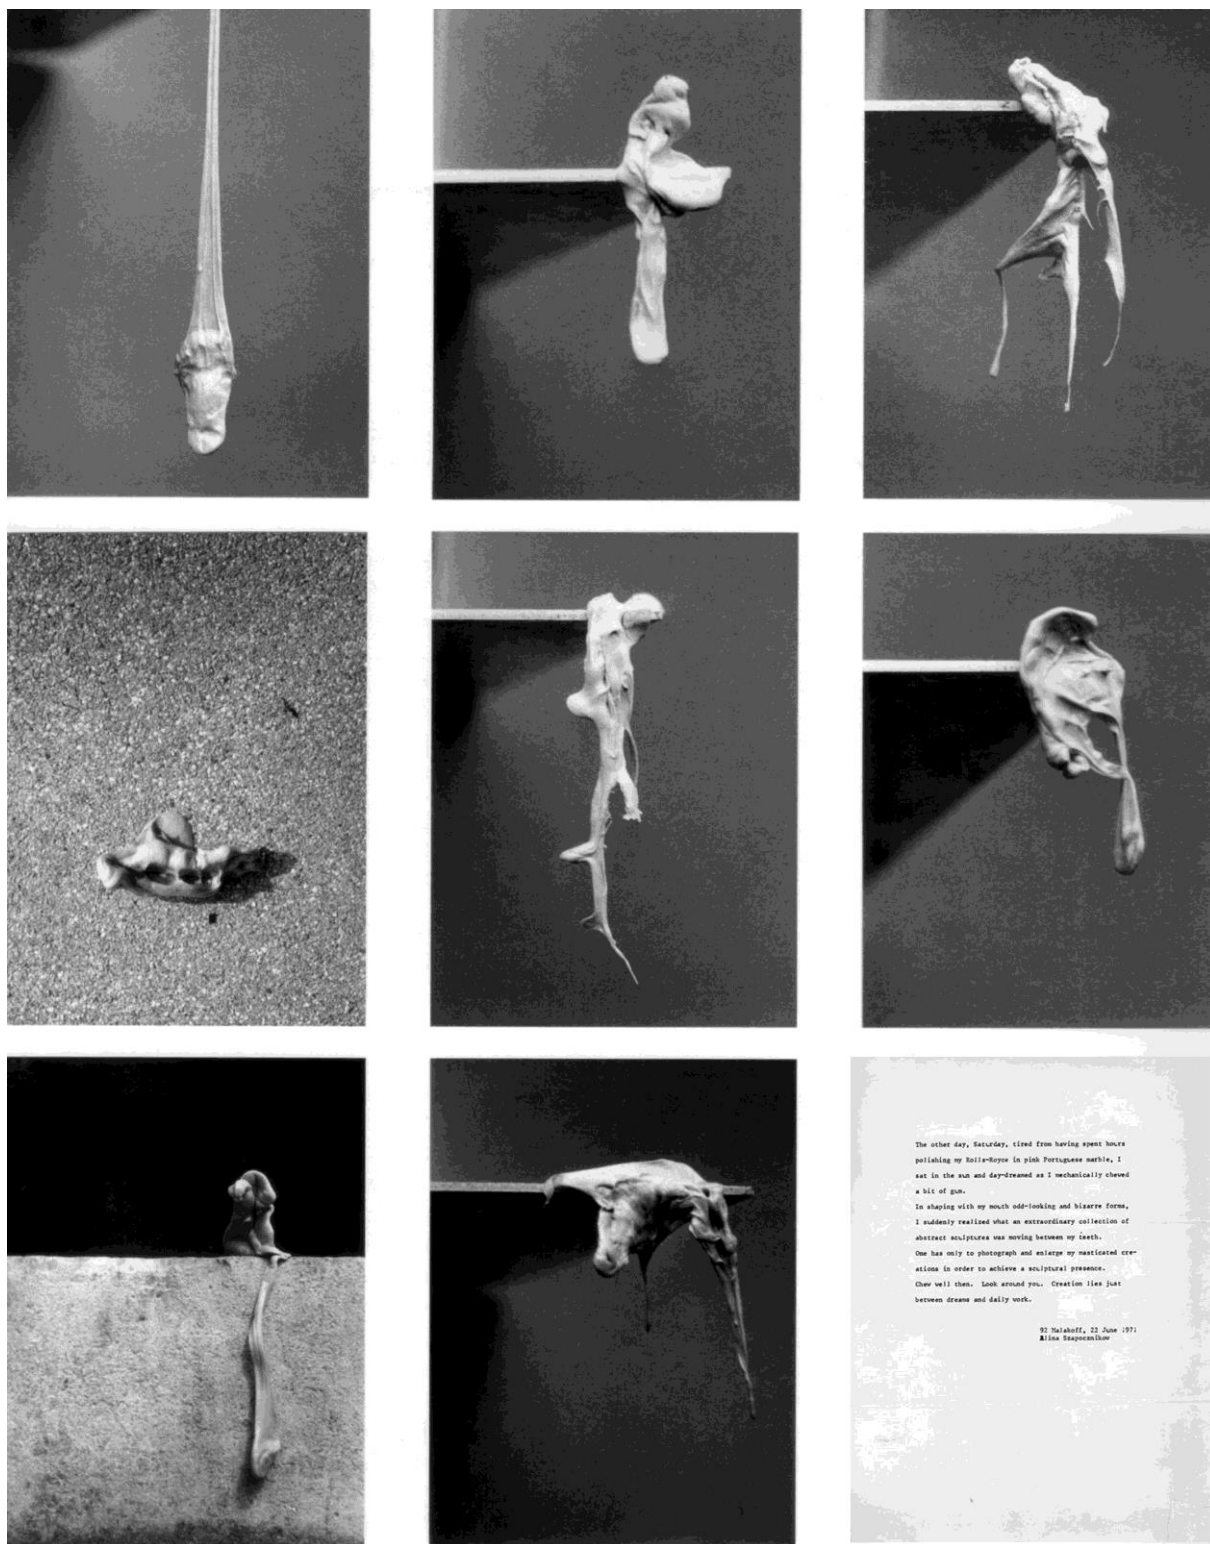 The other day, Saturday, tired from having spent hours
polishing my Rolls-Royce in pink Portuguese marble, I
sat in the sun and day-dreamed as I mechanically chewed
a bit of gum.
In shaping with my mouth odd-looking and bizarre forms,
I suddenly realized what an extraordinary collection of
abstract sculptures was moving between my teeth.
One has only to photograph and enlarge my masticated cre-
ations in order to achieve a sculptural presence.
Chew well then. Look around you. Creation lies just
between dreams and daily work.
92 Malakoff, 22 June 1971
Alina Szapocznikow